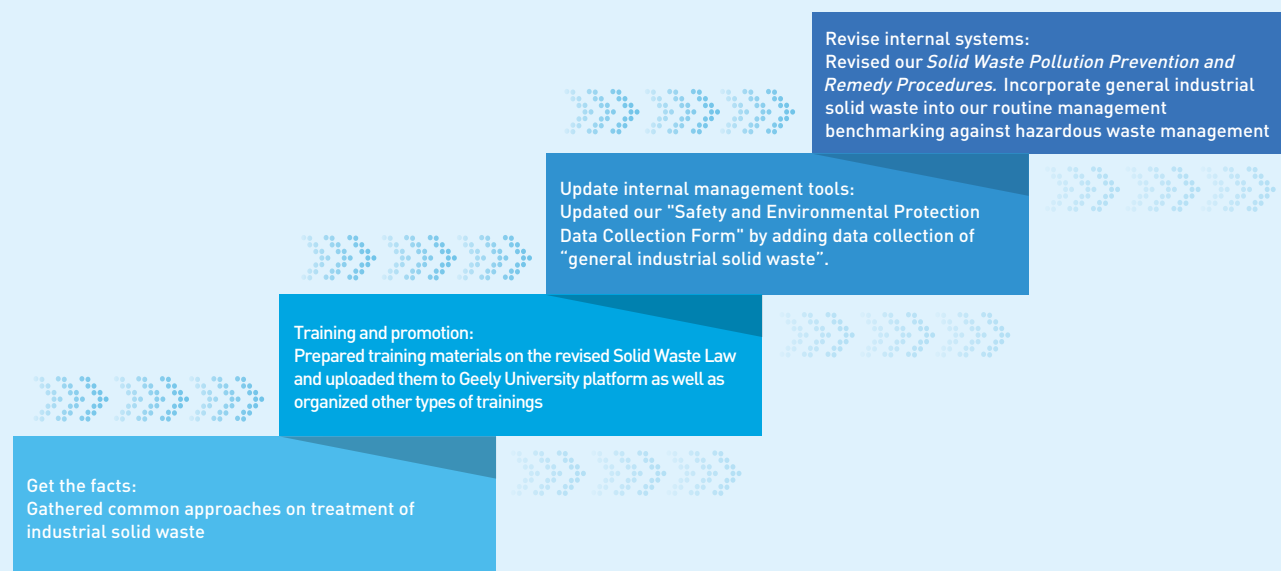 Revise internal systems:
Revised our Solid Waste Pollution Prevention and
Remedy Procedures. Incorporate general industrial
solid waste into our routine management
benchmarking against hazardous waste management
Update internal management tools:
Updated our "Safety and Environmental Protection
Data Collection Form" by adding data collection of
“general industrial solid waste”.
Training and promotion:
Prepared training materials on the revised Solid Waste Law
and uploaded them to Geely University platform as well as
organized other types of trainings
Get the facts:
Gathered common approaches on treatment of
industrial solid waste